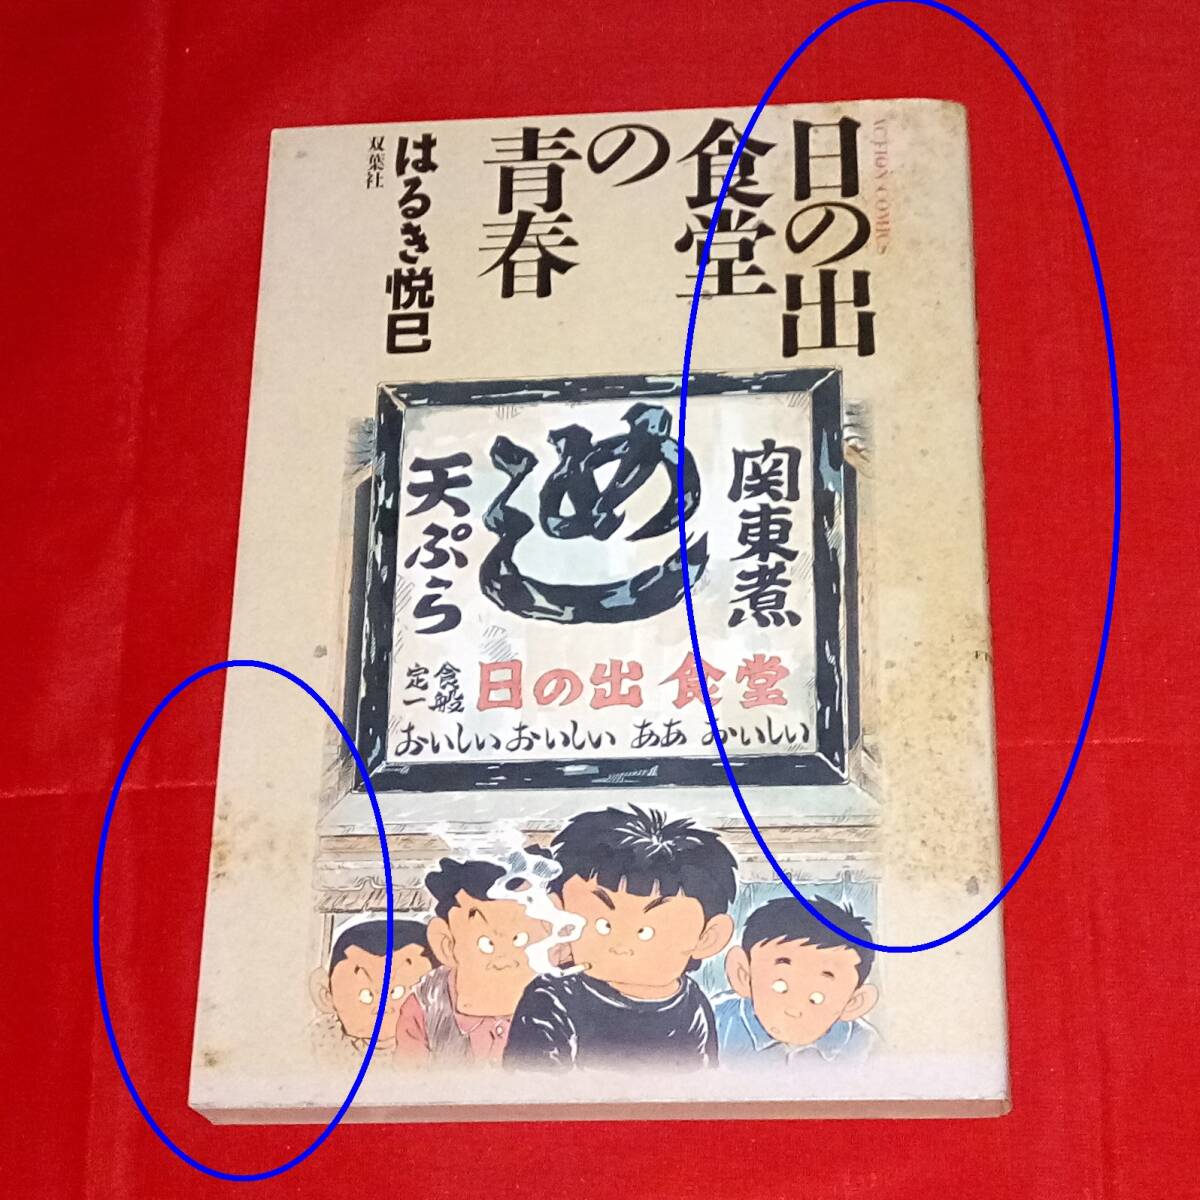 日の出
食堂
の
青春
はるき悦巳
双葉社
ACTION COMICS
めし
関東煮
天ぷら
一般
定食
日の出食堂
おいしいおいしい ああ おいしい